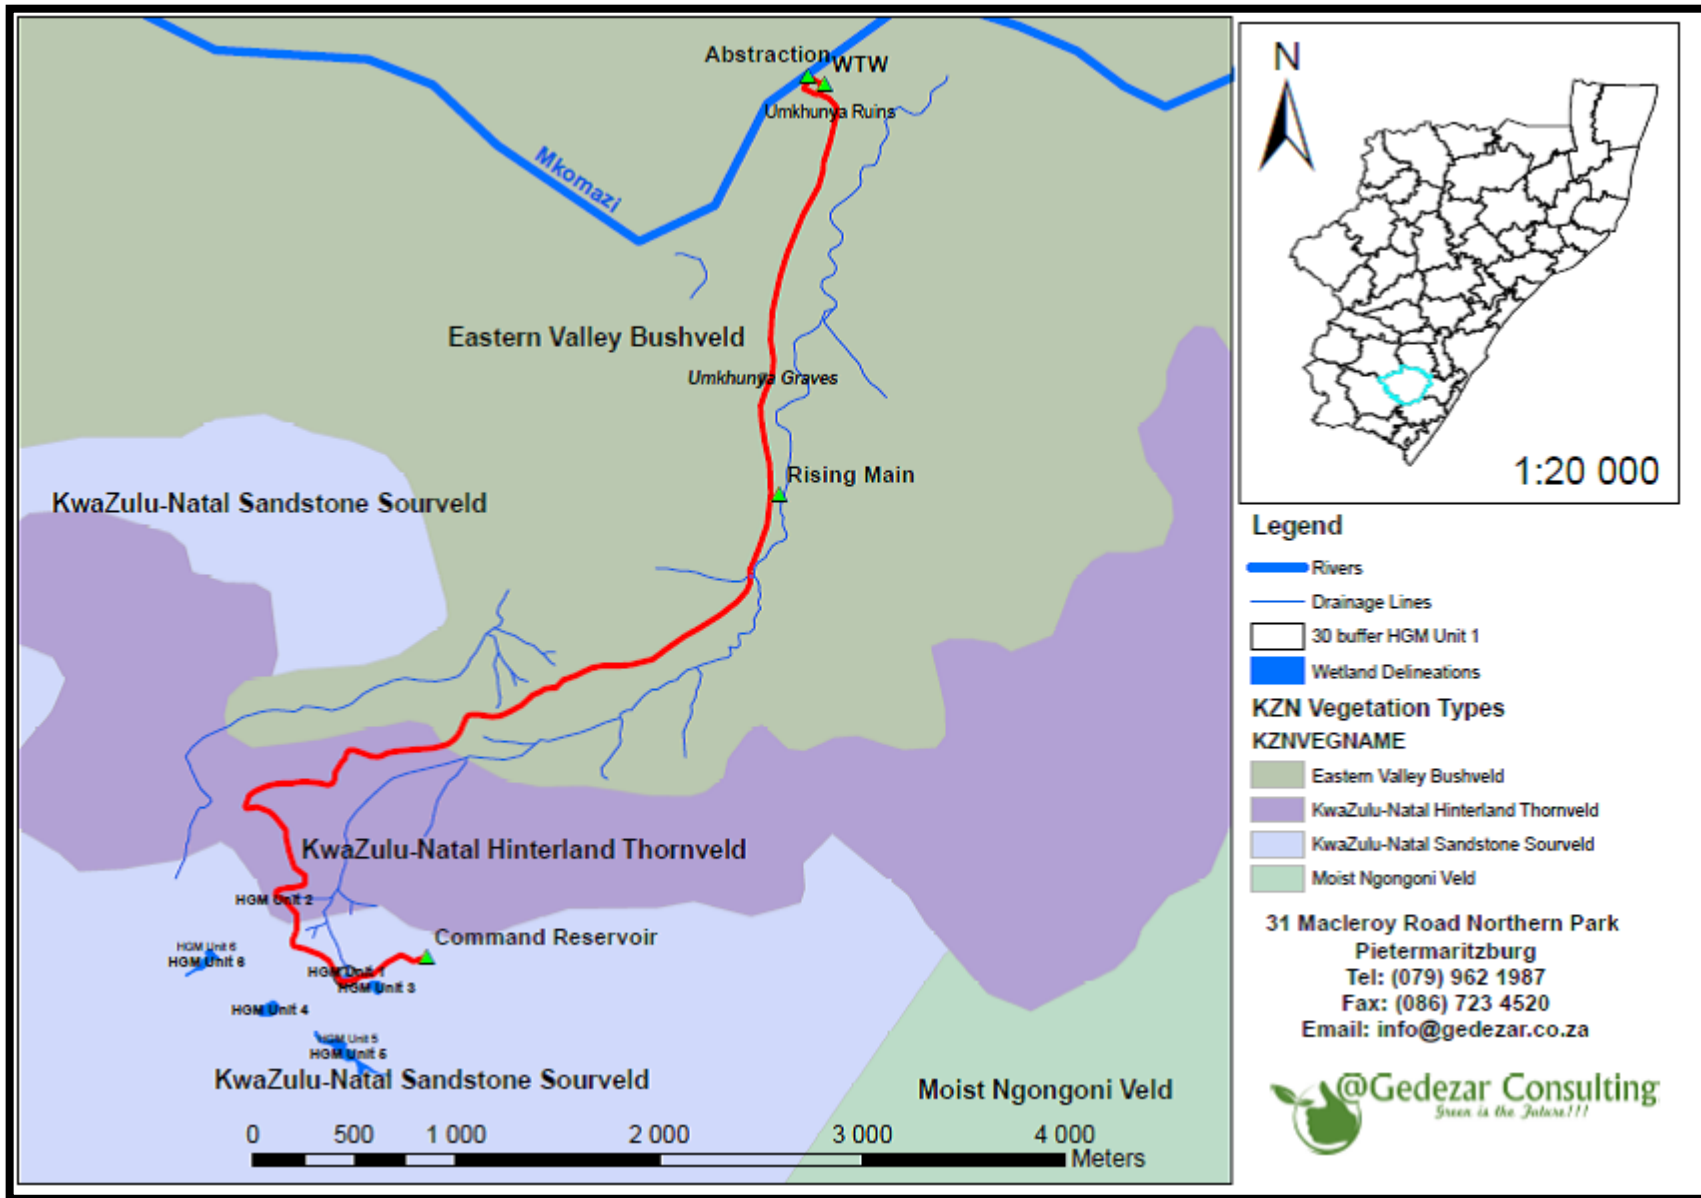 Abstraction
WTW
Umkhunya Ruins
Mkomazi
Eastern Valley Bushveld
Umkhunya Graves
Rising Main
KwaZulu-Natal Sandstone Sourveld
KwaZulu-Natal Hinterland Thornveld
HGM Unit 2
Command Reservoir
HGM Unit 6
HGM Unit 6
HGM Unit 1
HGM Unit 3
HGM Unit 4
HGM Unit 5
HGM Unit 5
KwaZulu-Natal Sandstone Sourveld
Moist Ngongoni Veld
0 500 1 000 2 000 3 000 4 000
Meters
N
1:20 000
Legend
Rivers
Drainage Lines
30 buffer HGM Unit 1
Wetland Delineations
KZN Vegetation Types
KZNVEGNAME
Eastern Valley Bushveld
KwaZulu-Natal Hinterland Thornveld
KwaZulu-Natal Sandstone Sourveld
Moist Ngongoni Veld
31 Macleroy Road Northern Park
Pietermaritzburg
Tel: (079) 962 1987
Fax: (086) 723 4520
Email: info@gedezar.co.za
@Gedezar Consulting
Green is the Future!!!